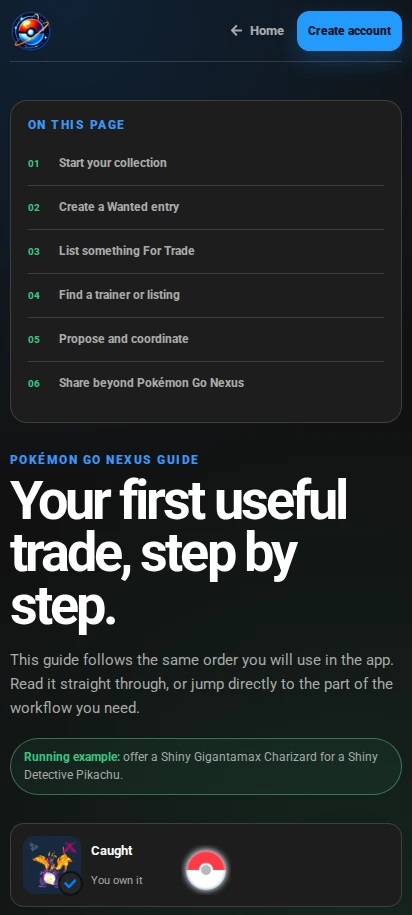 Home
Create account
ON THIS PAGE
01 Start your collection
02 Create a Wanted entry
03 List something For Trade
04 Find a trainer or listing
05 Propose and coordinate
06 Share beyond Pokémon Go Nexus
POKÉMON GO NEXUS GUIDE
Your first useful
trade, step by
step.
This guide follows the same order you will use in the app.
Read it straight through, or jump directly to the part of the
workflow you need.
Running example: offer a Shiny Gigantamax Charizard for a Shiny
Detective Pikachu.
Caught
You own it